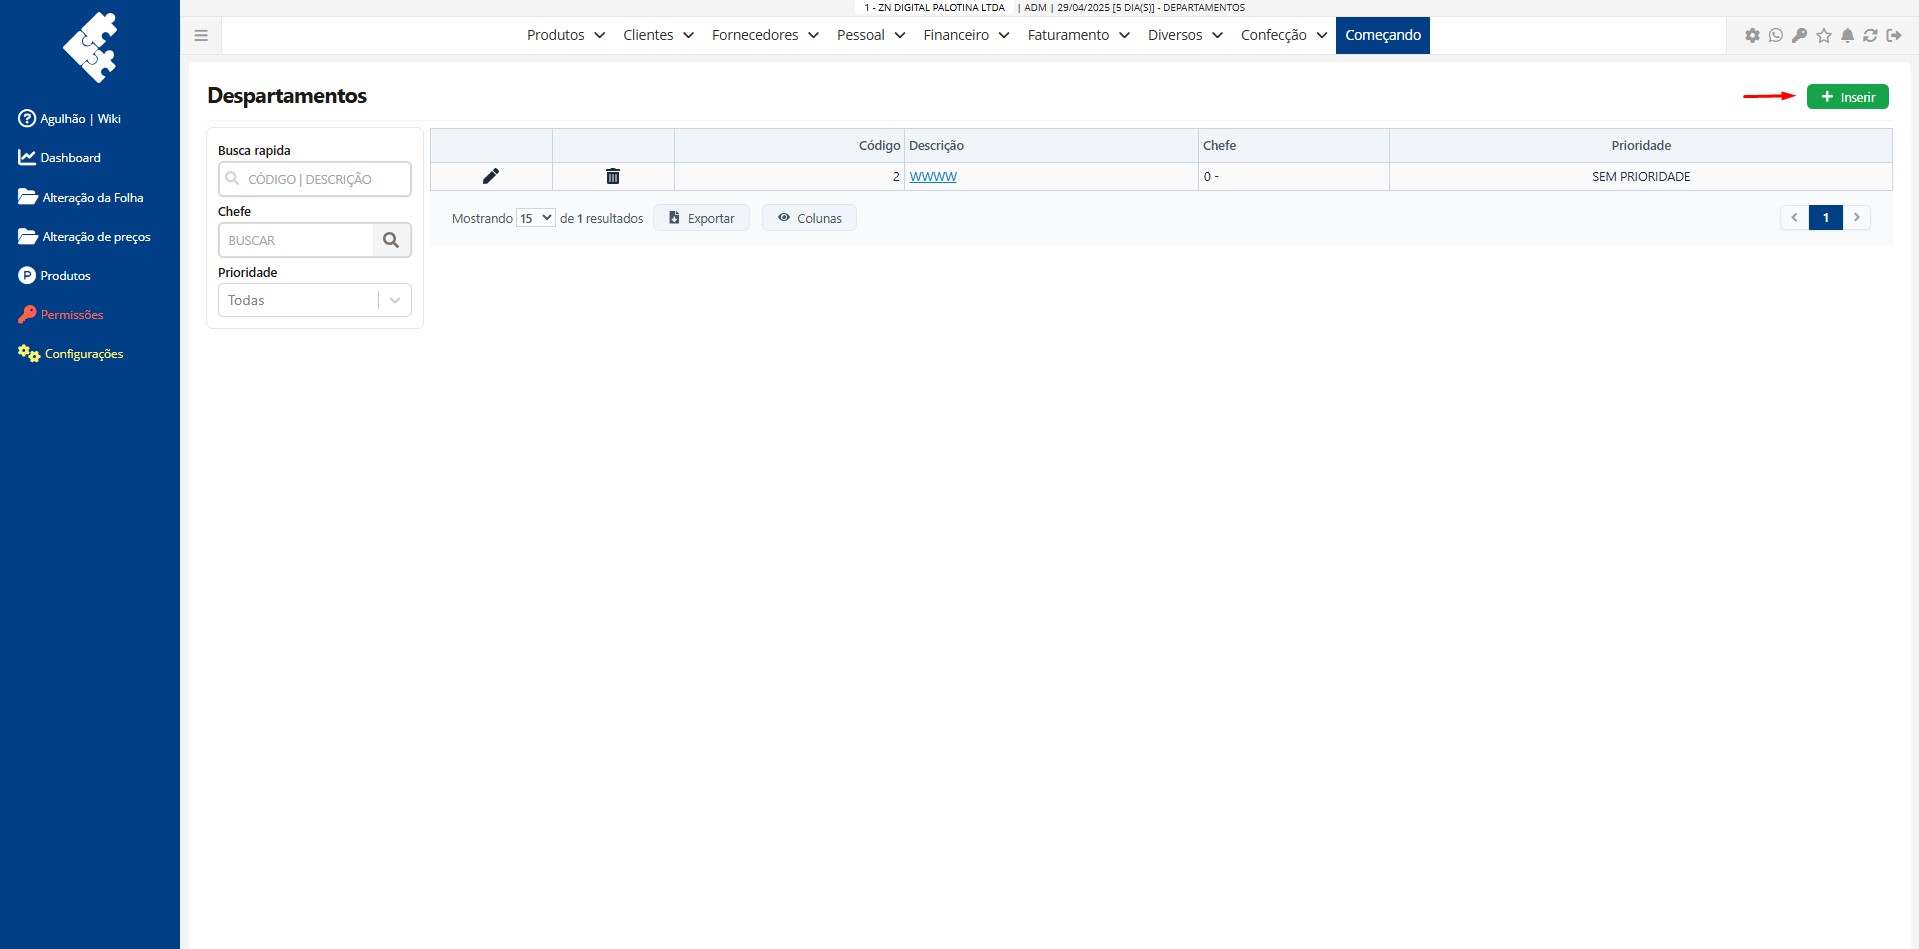 1 - ZN DIGITAL PALOTINA LTDA | ADM | 29/04/2025 [5 DIA(S)] - DEPARTAMENTOS
Produtos Clientes Fornecedores Pessoal Financeiro Faturamento Diversos Confecção Começando
Agulhão | Wiki
Dashboard
Alteração da Folha
Alteração de preços
P Produtos
Permissões
Configurações
Despartamentos
+ Inserir
Busca rapida
CÓDIGO | DESCRIÇÃO
Chefe
BUSCAR
Prioridade
Todas
Código Descrição Chefe Prioridade
2 WWWW 0 - SEM PRIORIDADE
Mostrando 15 de 1 resultados Exportar Colunas
< 1 >